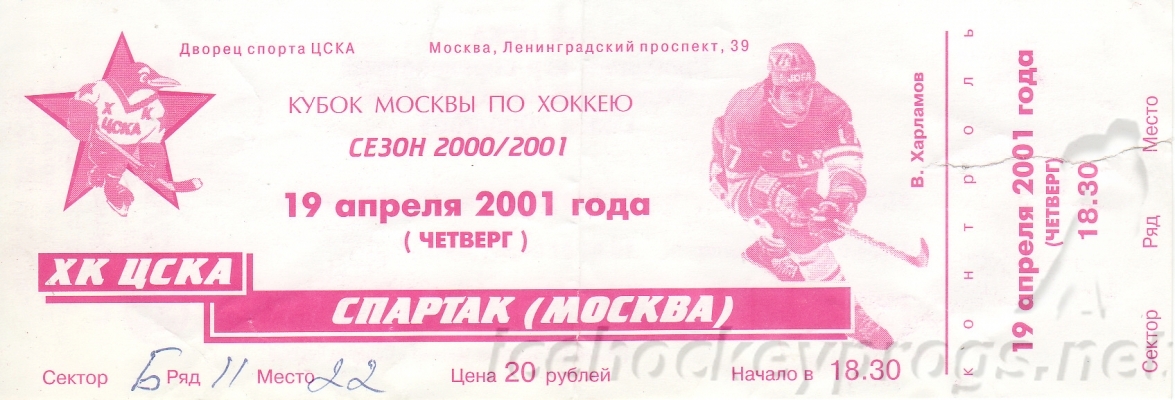 Дворец спорта ЦСКА Москва, Ленинградский проспект, 39
Х К
ЦСКА
КУБОК МОСКВЫ ПО ХОККЕЮ
СЕЗОН 2000/2001
19 апреля 2001 года
( ЧЕТВЕРГ )
JOFA
17
СССР
ХК ЦСКА
СПАРТАК (МОСКВА)
Сектор Б Ряд 11 Место 22 Цена 20 рублей Начало в 18.30
В. Харламов
контроль
19 апреля 2001 года
(ЧЕТВЕРГ)
18.30
Сектор Ряд Место
icehockeyprogs.net